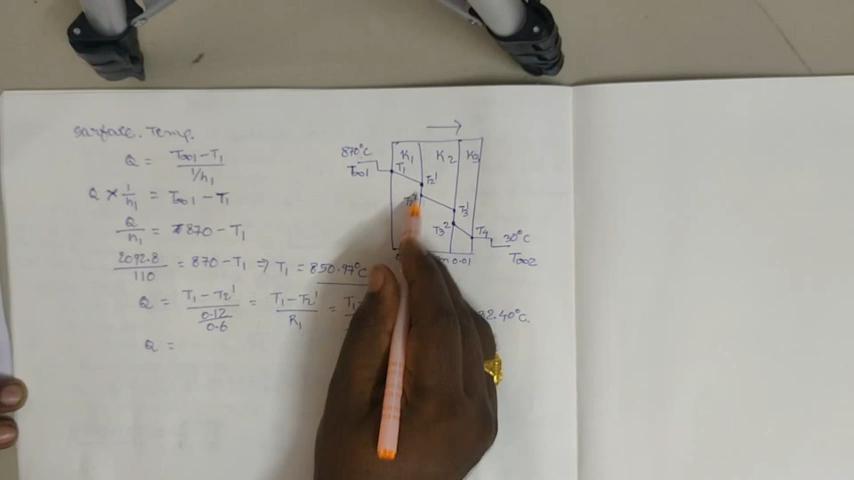 Surface. Temp.
Q = T∞1-T1 / 1/h1
Q × 1/h1 = T∞1 - T1
Q/h1 = 870 - T1
2092.8/110 = 870 - T1 ⇒ T1 = 850.97°C
Q = T1 - T2' / 0.12/0.6 = T1 - T2' / R1 = T1-
82.40°C.
Q =
870°C
T∞1
K1 K2 K3
T1
T2'
T3'
T3²
T4
30°C
T∞2
0.01